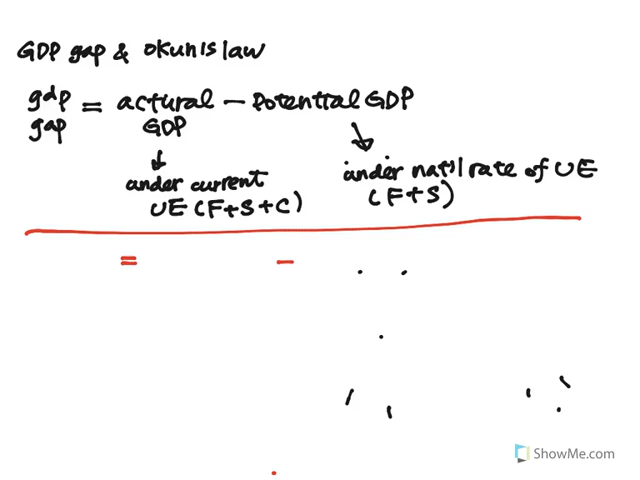 GDP gap & okunis law
gdp gap = actural GDP - Potential GDP
under current UE (F+S+C)
under nat'l rate of UE (F+S)
= -
ShowMe.com